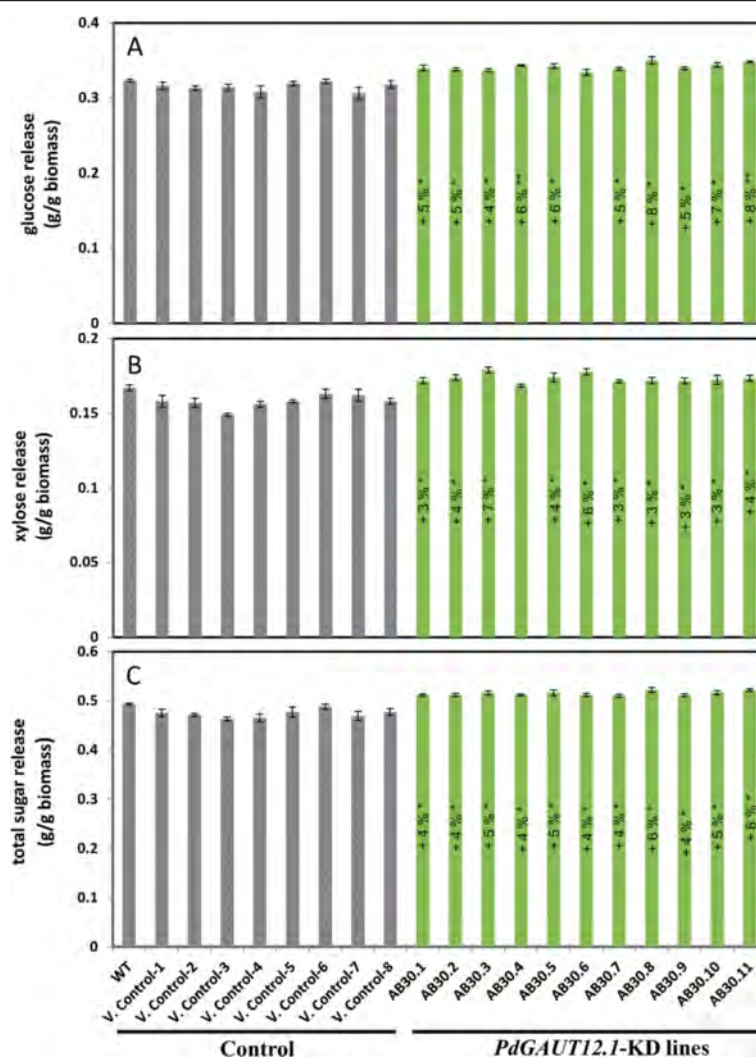 0.4
A
0.3
0.2
0.1
0
glucose release
(g/g biomass)
+ 5 % *
+ 5 % *
+ 4 % *
+ 6 % **
+ 6 % *
+ 5 % *
+ 8 % *
+ 5 % *
+ 7 % *
+ 8 % **
0.2
B
0.15
0.1
0.05
0
xylose release
(g/g biomass)
+ 3 % *
+ 4 % *
+ 7 % *
+ 4 % *
+ 6 % *
+ 3 % *
+ 3 % *
+ 3 % *
+ 3 % *
+ 4 % *
0.6
C
0.5
0.4
0.3
0.2
0.1
0
total sugar release
(g/g biomass)
+ 4 % *
+ 4 % *
+ 5 % *
+ 4 % *
+ 5 % *
+ 4 % *
+ 4 % *
+ 6 % *
+ 4 % *
+ 5 % *
+ 6 % *
WT
V. Control-1
V. Control-2
V. Control-3
V. Control-4
V. Control-5
V. Control-6
V. Control-7
V. Control-8
AB30.1
AB30.2
AB30.3
AB30.4
AB30.5
AB30.6
AB30.7
AB30.8
AB30.9
AB30.10
AB30.11
Control
PdGAUT12.1-KD lines